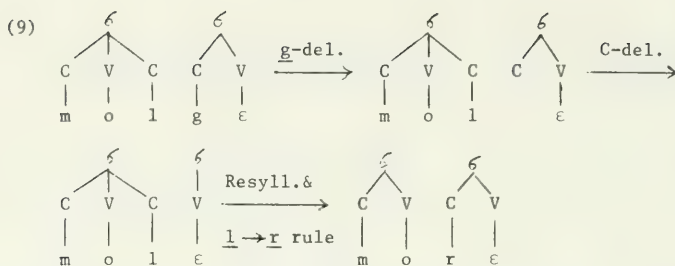 (9) 6 6 6 6
C V C C V g-del. C V C C V C-del.
m o l g ɛ m o l ɛ
6 6 6 6
C V C V Resyll.& C V C V
m o l ɛ l → r rule m o r ɛ